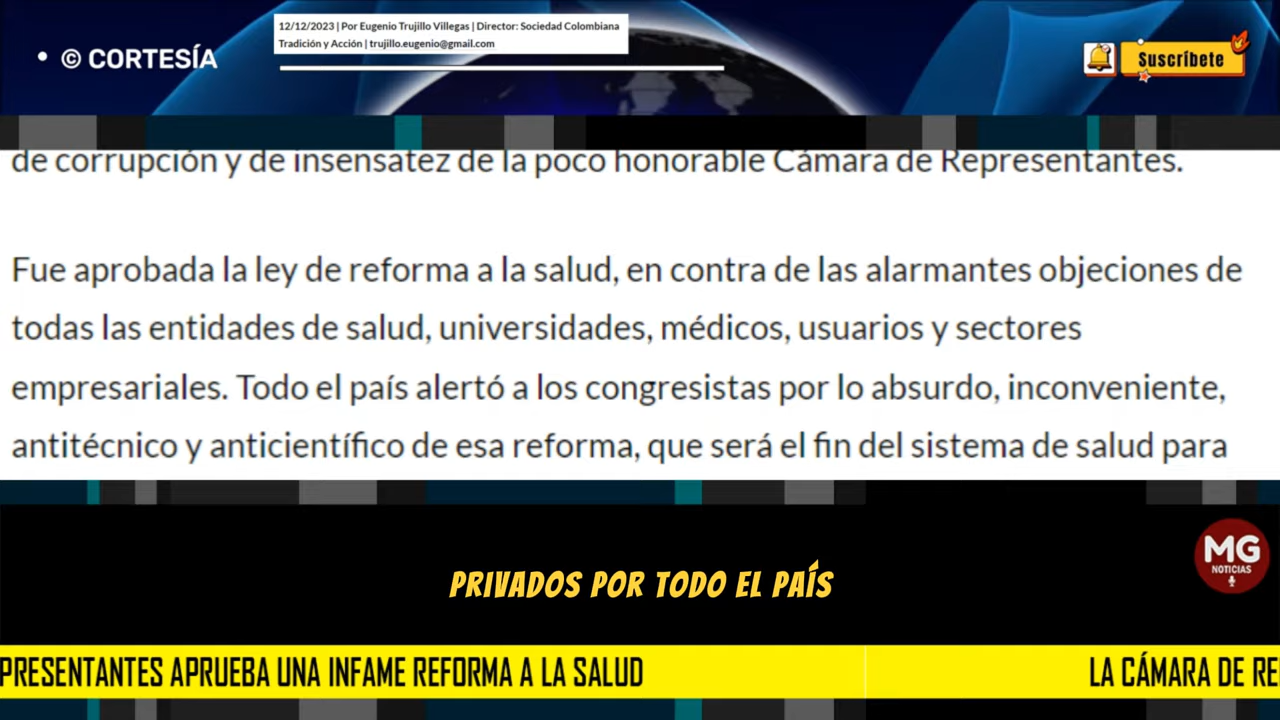 12/12/2023 | Por Eugenio Trujillo Villegas | Director: Sociedad Colombiana
Tradición y Acción | trujillo.eugenio@gmail.com
• © CORTESÍA
Suscríbete
de corrupción y de insensatez de la poco honorable Cámara de Representantes.
Fue aprobada la ley de reforma a la salud, en contra de las alarmantes objeciones de
todas las entidades de salud, universidades, médicos, usuarios y sectores
empresariales. Todo el país alertó a los congresistas por lo absurdo, inconveniente,
antitécnico y anticientífico de esa reforma, que será el fin del sistema de salud para
MG
NOTICIAS
PRIVADOS POR TODO EL PAÍS
PRESENTANTES APRUEBA UNA INFAME REFORMA A LA SALUD
LA CÁMARA DE RE